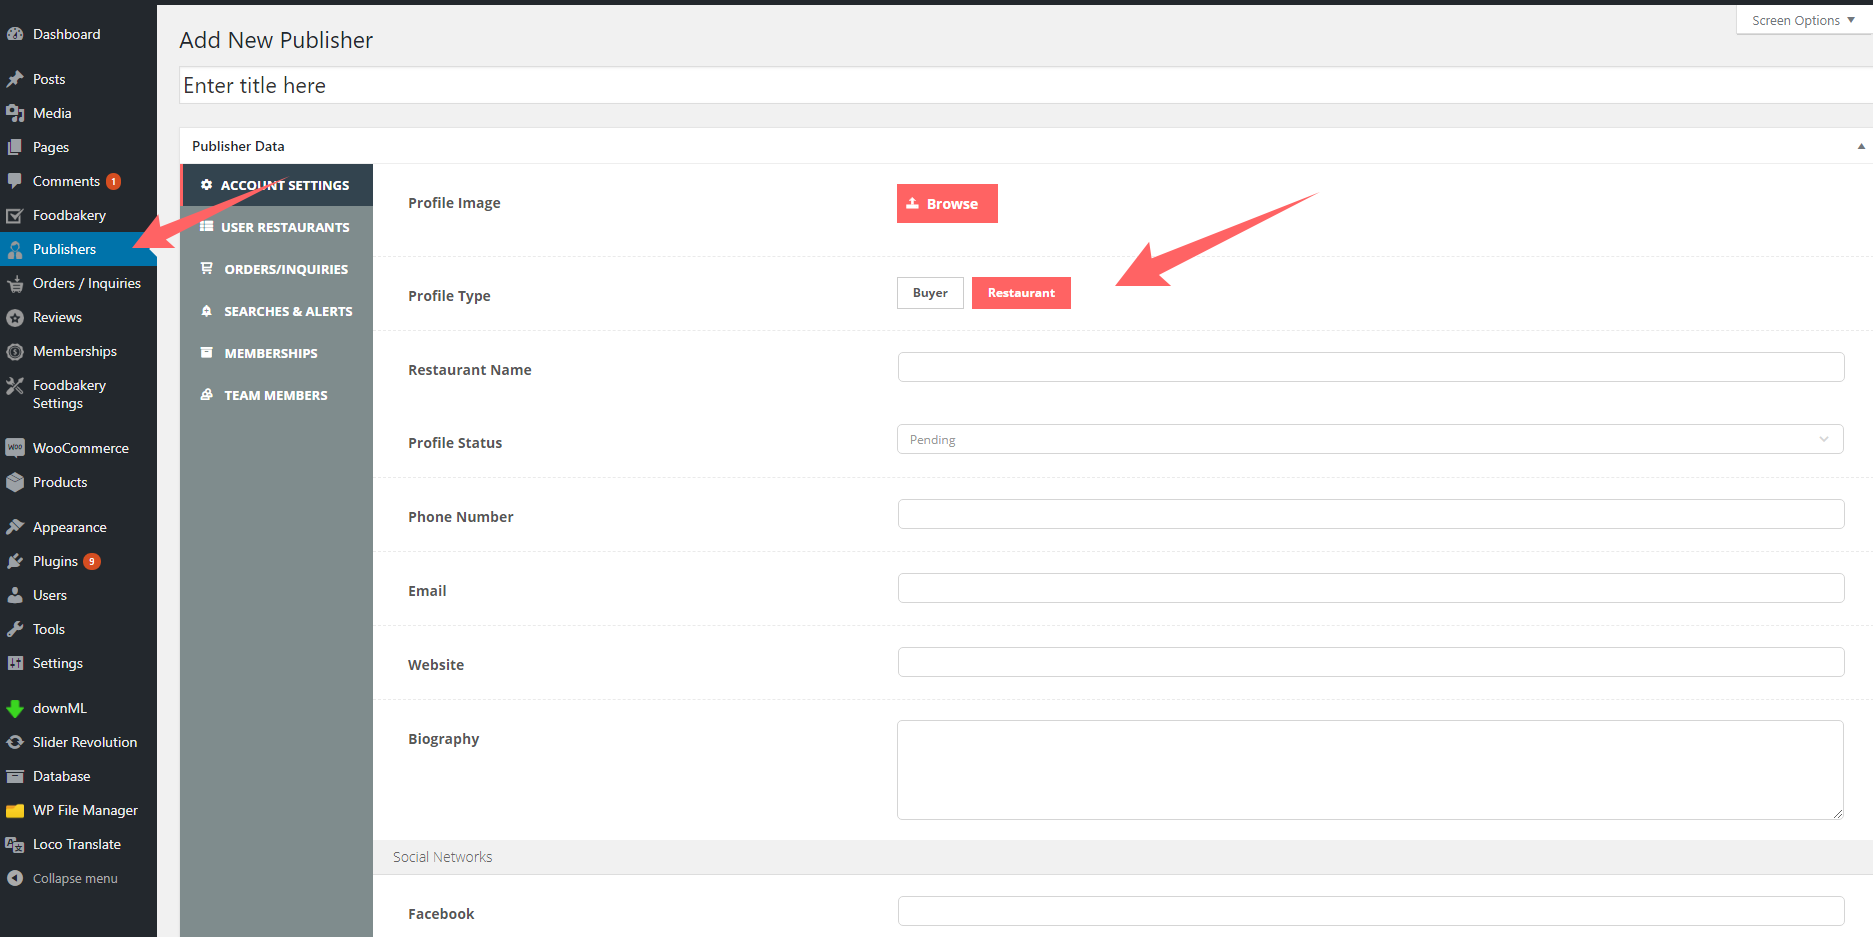 Dashboard
Posts
Media
Pages
Comments 1
Foodbakery
Publishers
Orders / Inquiries
Reviews
Memberships
Foodbakery
Settings
WooCommerce
Products
Appearance
Plugins 9
Users
Tools
Settings
downML
Slider Revolution
Database
WP File Manager
Loco Translate
Collapse menu
Screen Options
Add New Publisher
Enter title here
Publisher Data
ACCOUNT SETTINGS
USER RESTAURANTS
ORDERS/INQUIRIES
SEARCHES & ALERTS
MEMBERSHIPS
TEAM MEMBERS
Profile Image
Browse
Profile Type
Buyer
Restaurant
Restaurant Name
Profile Status
Pending
Phone Number
Email
Website
Biography
Social Networks
Facebook